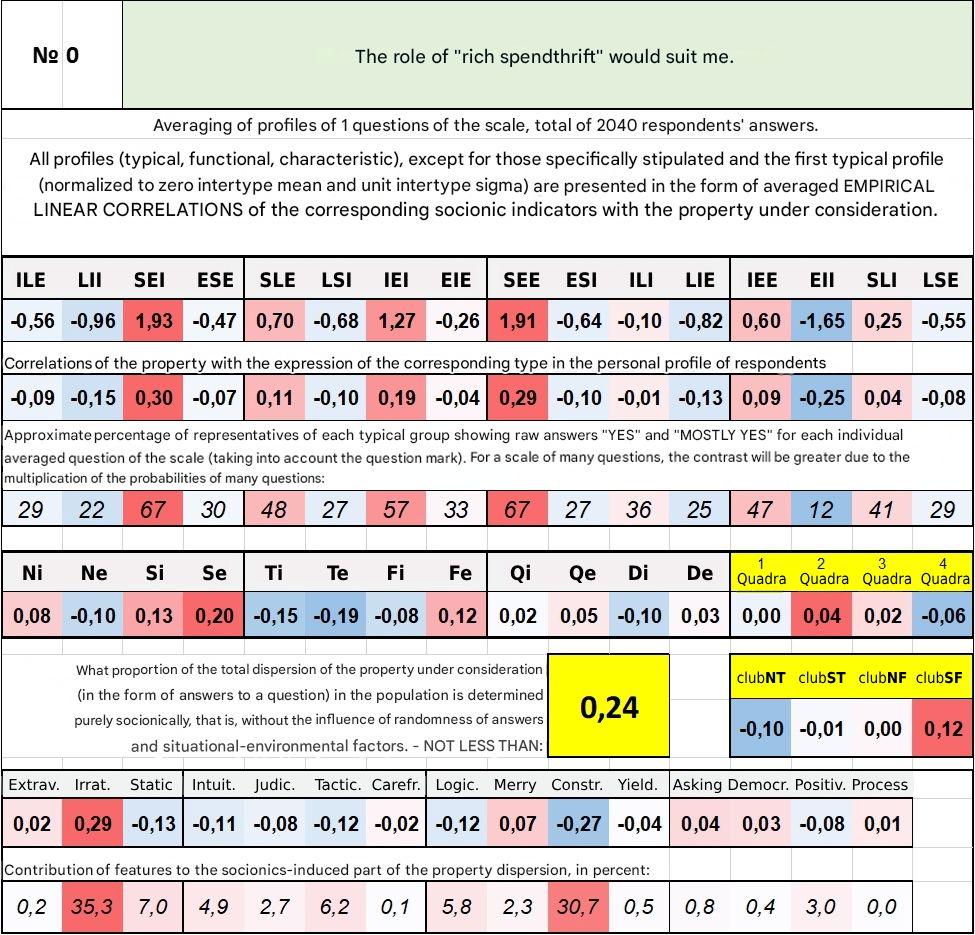 № 0
The role of "rich spendthrift" would suit me.
Averaging of profiles of 1 questions of the scale, total of 2040 respondents' answers.
All profiles (typical, functional, characteristic), except for those specifically stipulated and the first typical profile
(normalized to zero intertype mean and unit intertype sigma) are presented in the form of averaged EMPIRICAL
LINEAR CORRELATIONS of the corresponding socionic indicators with the property under consideration.
ILE LII SEI ESE SLE LSI IEI EIE SEE ESI ILI LIE IEE EII SLI LSE
-0,56 -0,96 1,93 -0,47 0,70 -0,68 1,27 -0,26 1,91 -0,64 -0,10 -0,82 0,60 -1,65 0,25 -0,55
Correlations of the property with the expression of the corresponding type in the personal profile of respondents
-0,09 -0,15 0,30 -0,07 0,11 -0,10 0,19 -0,04 0,29 -0,10 -0,01 -0,13 0,09 -0,25 0,04 -0,08
Approximate percentage of representatives of each typical group showing raw answers "YES" and "MOSTLY YES" for each individual
averaged question of the scale (taking into account the question mark). For a scale of many questions, the contrast will be greater due to the
multiplication of the probabilities of many questions:
29 22 67 30 48 27 57 33 67 27 36 25 47 12 41 29
Ni Ne Si Se Ti Te Fi Fe Qi Qe Di De 1 Quadra 2 Quadra 3 Quadra 4 Quadra
0,08 -0,10 0,13 0,20 -0,15 -0,19 -0,08 0,12 0,02 0,05 -0,10 0,03 0,00 0,04 0,02 -0,06
What proportion of the total dispersion of the property under consideration
(in the form of answers to a question) in the population is determined
purely socionically, that is, without the influence of randomness of answers
and situational-environmental factors. - NOT LESS THAN:
0,24
clubNT clubST clubNF clubSF
-0,10 -0,01 0,00 0,12
Extrav. Irrat. Static Intuit. Judic. Tactic. Carefr. Logic. Merry Constr. Yield. Asking Democr. Positiv. Process
0,02 0,29 -0,13 -0,11 -0,08 -0,12 -0,02 -0,12 0,07 -0,27 -0,04 0,04 0,03 -0,08 0,01
Contribution of features to the socionics-induced part of the property dispersion, in percent:
0,2 35,3 7,0 4,9 2,7 6,2 0,1 5,8 2,3 30,7 0,5 0,8 0,4 3,0 0,0